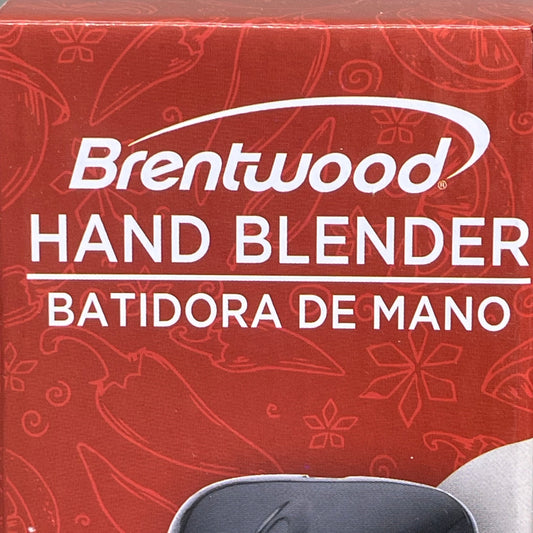 Brentwood®
HAND BLENDER
BATIDORA DE MANO